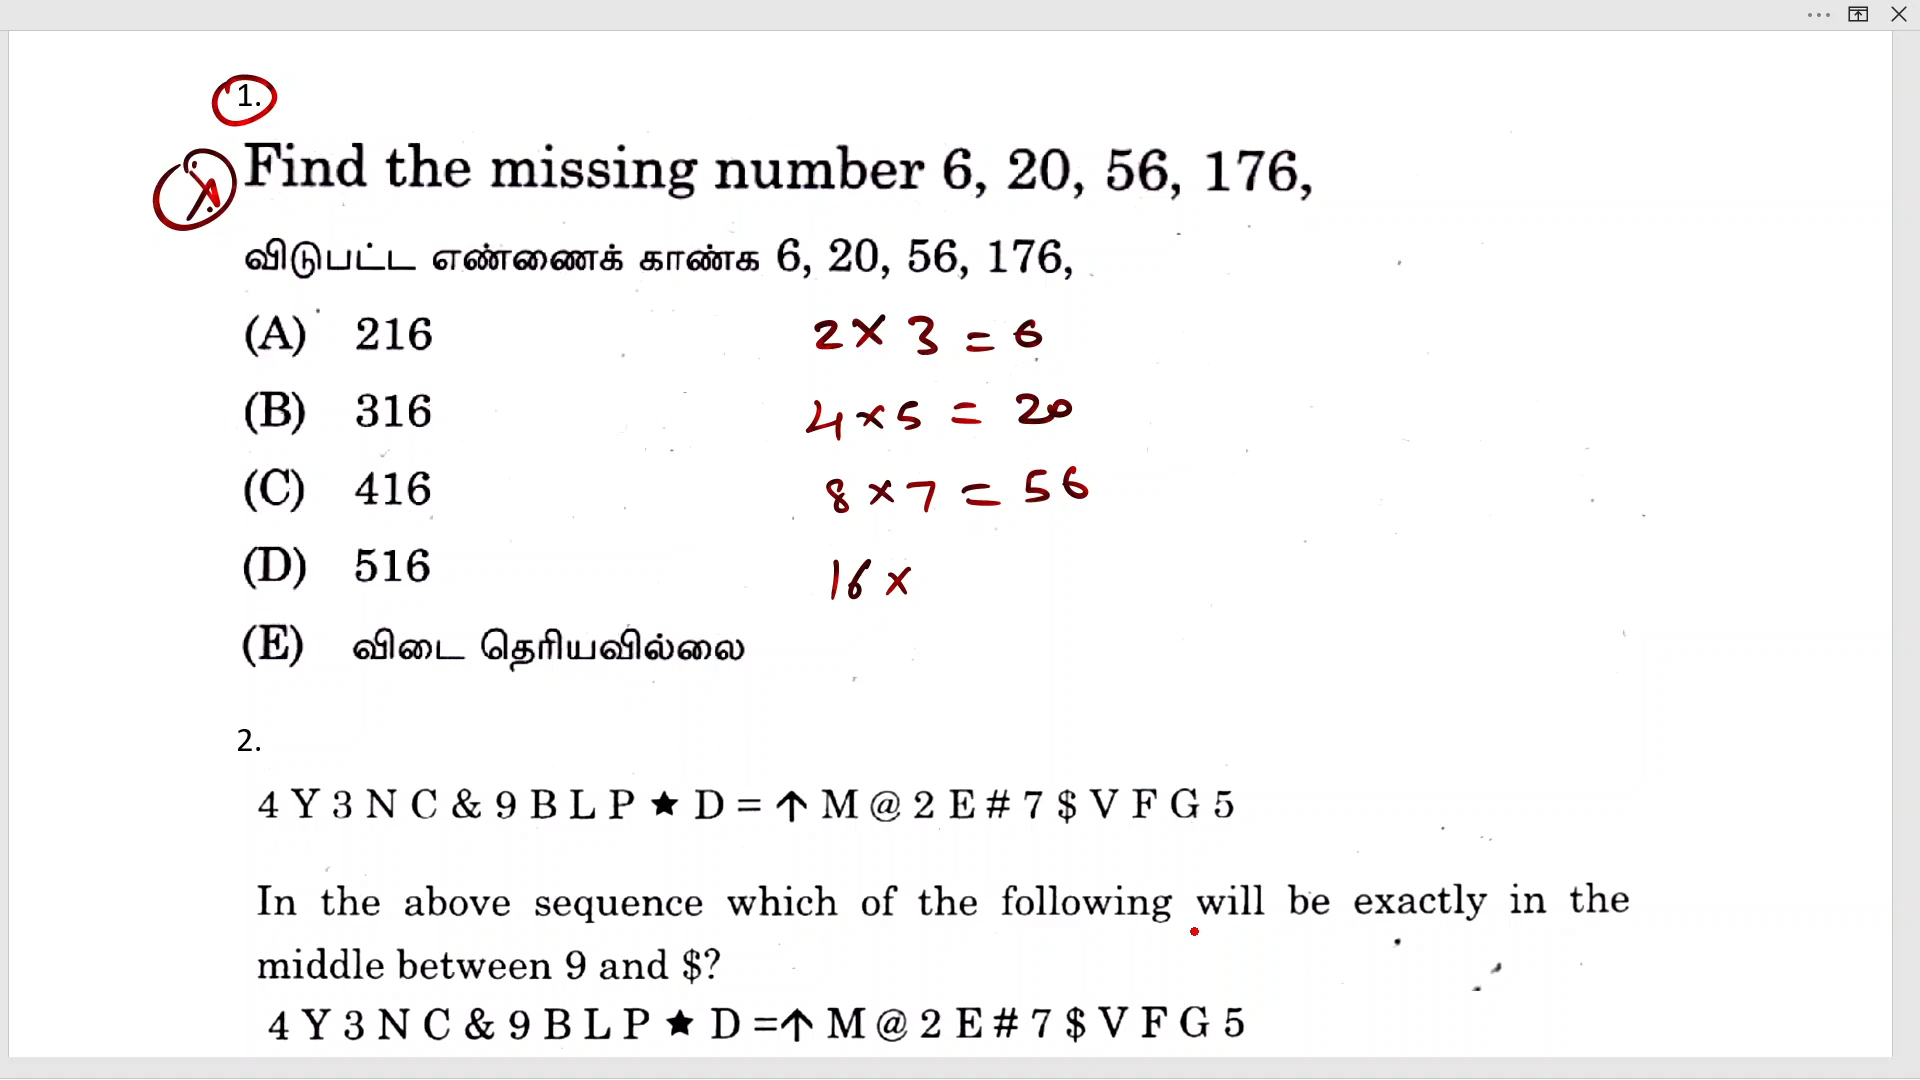 1.
Find the missing number 6, 20, 56, 176,
விடுபட்ட எண்ணைக் காண்க 6, 20, 56, 176,
(A) 216
2 × 3 = 6
(B) 316
4 × 5 = 20
(C) 416
8 × 7 = 56
(D) 516
16 ×
(E) விடை தெரியவில்லை
2.
4 Y 3 N C & 9 B L P ★ D = ↑ M @ 2 E # 7 $ V F G 5
In the above sequence which of the following will be exactly in the
middle between 9 and $?
4 Y 3 N C & 9 B L P ★ D =↑ M @ 2 E # 7 $ V F G 5